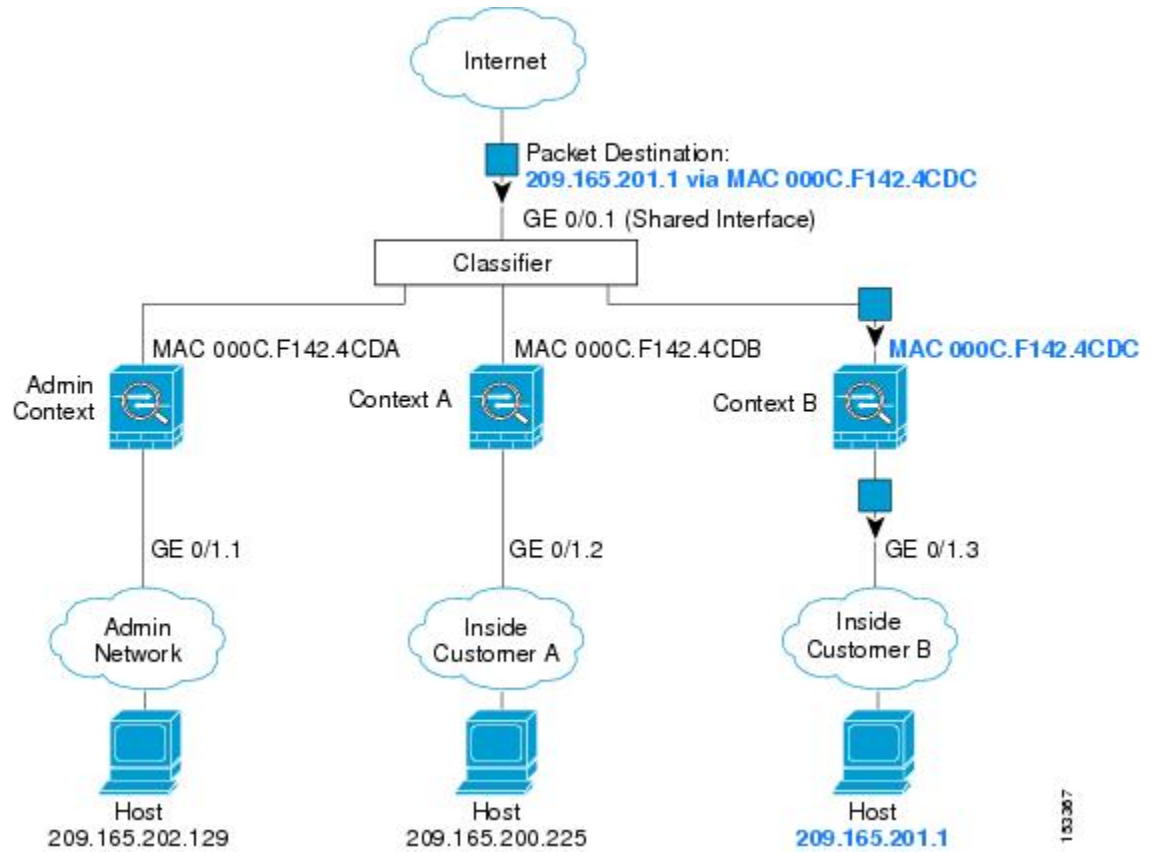 Internet
Packet Destination:
209.165.201.1 via MAC 000C.F142.4CDC
GE 0/0.1 (Shared Interface)
Classifier
MAC 000C.F142.4CDA
MAC 000C.F142.4CDB
MAC 000C.F142.4CDC
Admin
Context
Context A
Context B
GE 0/1.1
GE 0/1.2
GE 0/1.3
Admin
Network
Inside
Customer A
Inside
Customer B
Host
209.165.202.129
Host
209.165.200.225
Host
209.165.201.1
153367